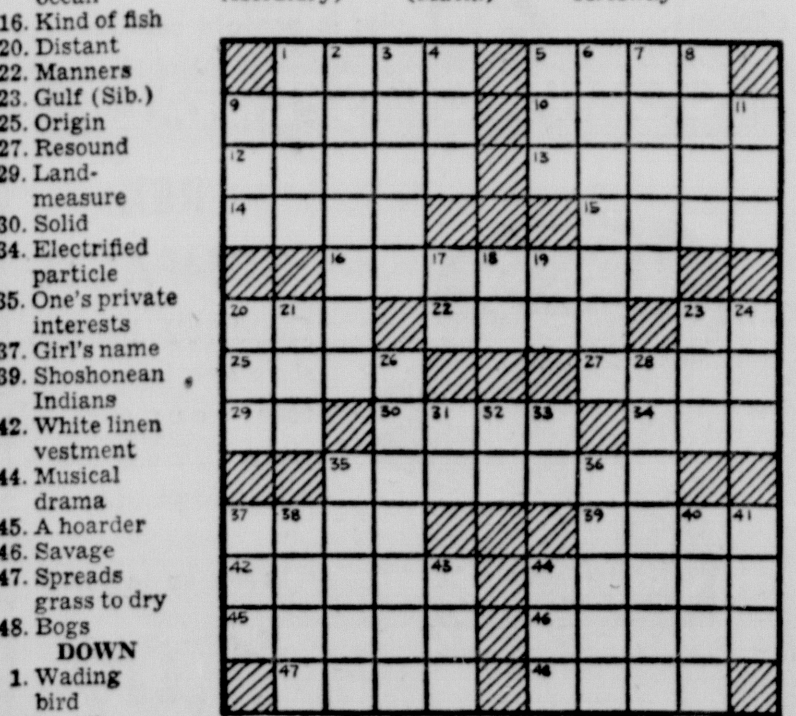 16. Kind of fish
20. Distant
22. Manners
23. Gulf (Sib.)
25. Origin
27. Resound
29. Land-
measure
30. Solid
34. Electrified
particle
35. One's private
interests
37. Girl's name
39. Shoshonean
Indians
42. White linen
vestment
44. Musical
drama
45. A hoarder
46. Savage
47. Spreads
grass to dry
48. Bogs
DOWN
1. Wading
bird
1 2 3 4 5 6 7 8
9 10 11
12 13
14 15
16 17 18 19
20 21 22 23 24
25 26 27 28
29 30 31 32 33 34
35 36
37 38 39 40 41
42 43 44
45 46
47 48